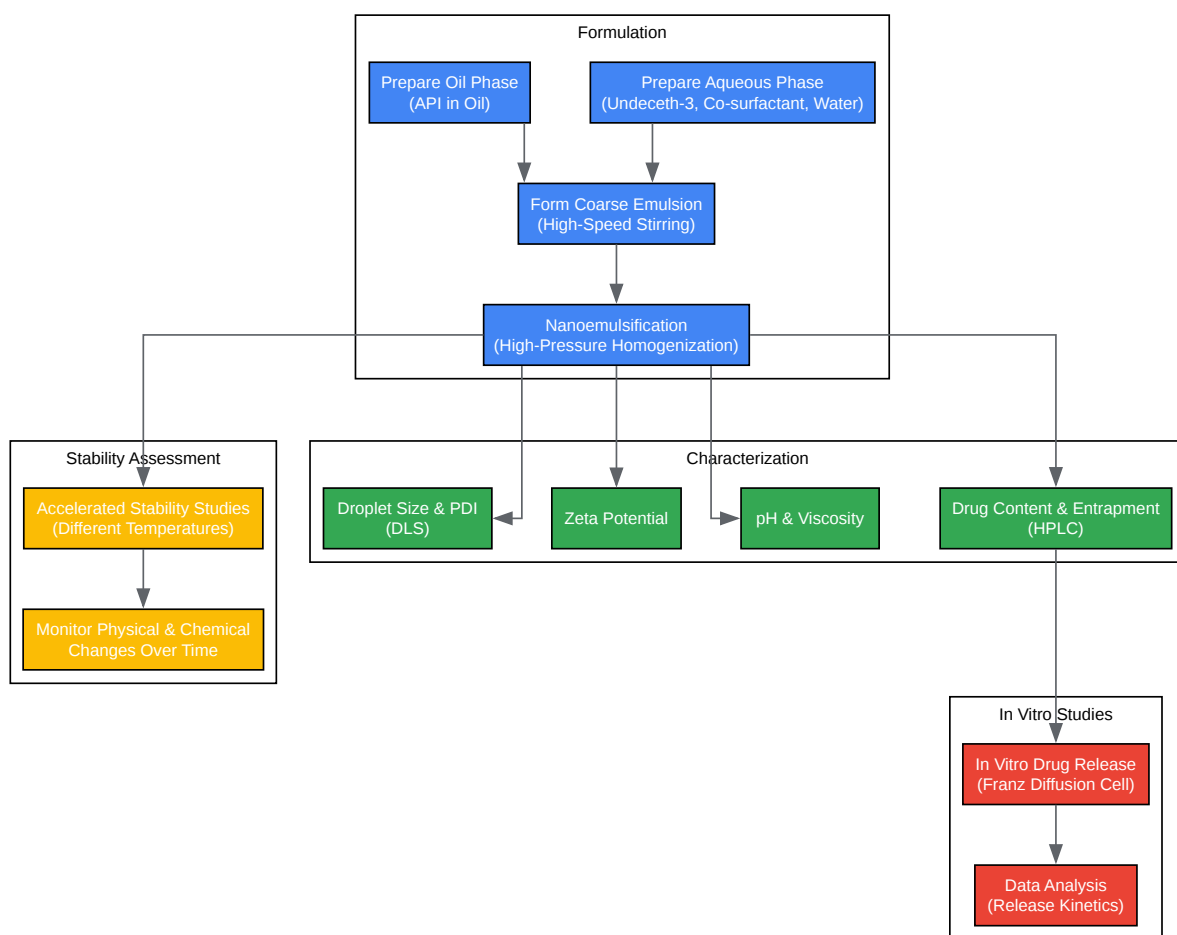 Formulation
Prepare Oil Phase
(API in Oil)
Prepare Aqueous Phase
(Undeceth-3, Co-surfactant, Water)
Form Coarse Emulsion
(High-Speed Stirring)
Nanoemulsification
(High-Pressure Homogenization)
Stability Assessment
Accelerated Stability Studies
(Different Temperatures)
Monitor Physical & Chemical
Changes Over Time
Characterization
Droplet Size & PDI
(DLS)
Zeta Potential
pH & Viscosity
Drug Content & Entrapment
(HPLC)
In Vitro Studies
In Vitro Drug Release
(Franz Diffusion Cell)
Data Analysis
(Release Kinetics)